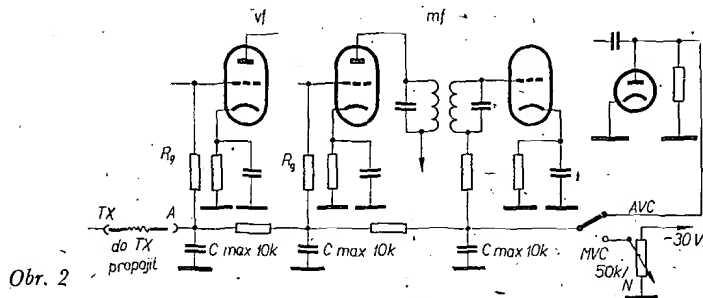 vf
mf
Rg
Rg
TX
A
do TX
propojit
C max 10k
C max 10k
C max 10k
AVC
MVC
-30V
50k/
N
Obr. 2